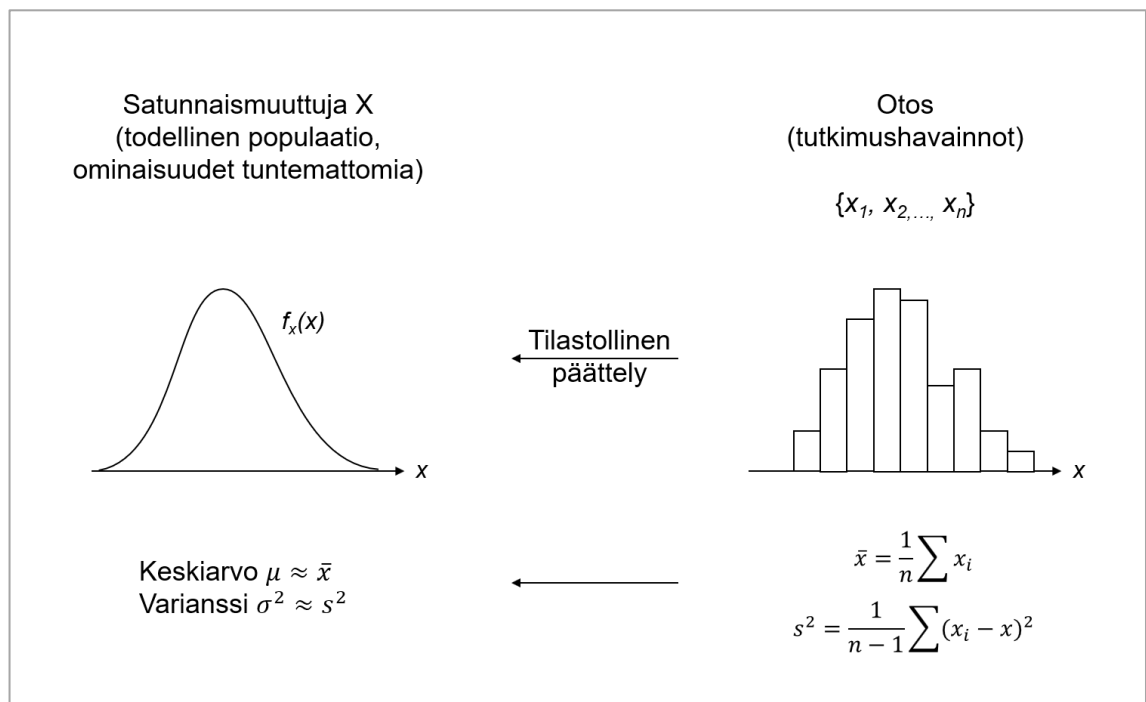 Satunnaismuuttuja X
(todellinen populaatio,
ominaisuudet tuntemattomia)
Otos
(tutkimushavainnot)
{x₁, x₂,..., xₙ}
fₓ(x)
Tilastollinen
päättely
x
x
Keskiarvo μ ≈ x̄
Varianssi σ² ≈ s²
x̄ = 1/n ∑ xᵢ
s² = 1/(n − 1) ∑(xᵢ − x)²